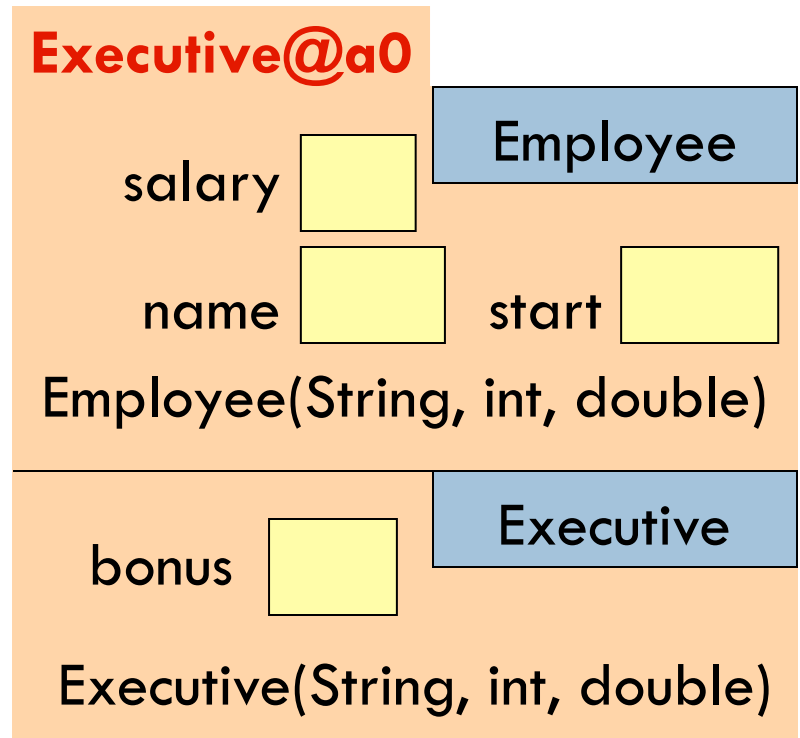 Executive@a0
Employee
salary
name start
Employee(String, int, double)
Executive
bonus
Executive(String, int, double)